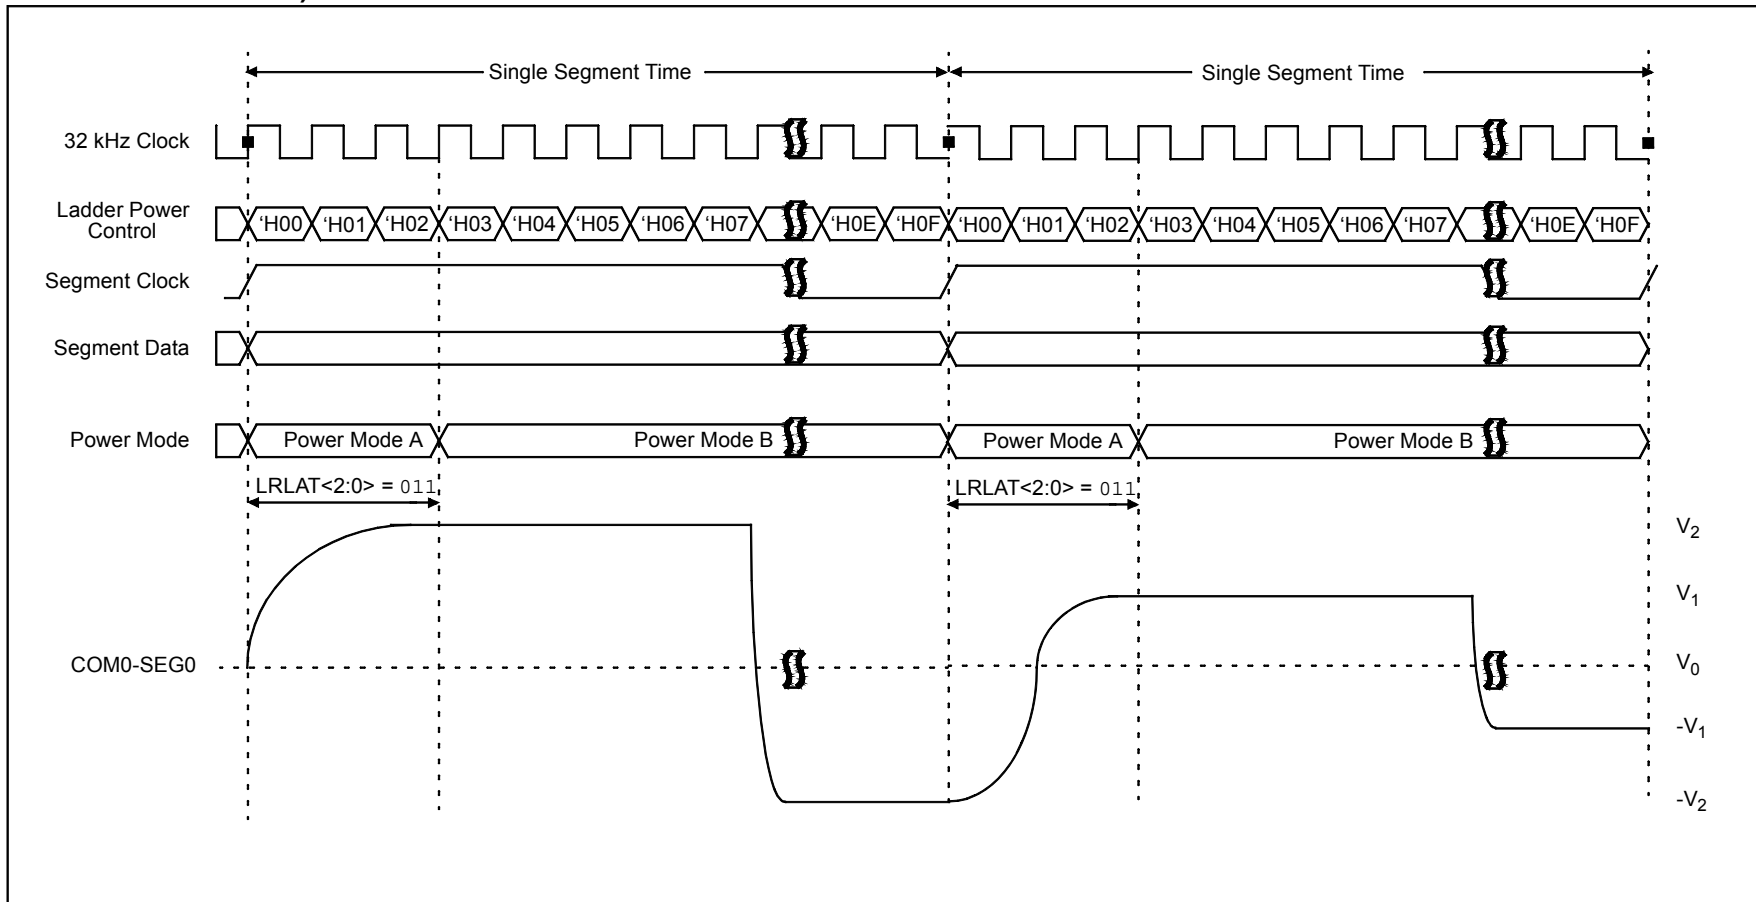 Single Segment Time
Single Segment Time
32 kHz Clock
Ladder Power
Control
‘H00 ‘H01 ‘H02 ‘H03 ‘H04 ‘H05 ‘H06 ‘H07 ‘H0E ‘H0F ‘H00 ‘H01 ‘H02 ‘H03 ‘H04 ‘H05 ‘H06 ‘H07 ‘H0E ‘H0F
Segment Clock
Segment Data
Power Mode
Power Mode A
Power Mode B
Power Mode A
Power Mode B
LRLAT<2:0> = 011
LRLAT<2:0> = 011
V2
V1
COM0-SEG0
V0
-V1
-V2